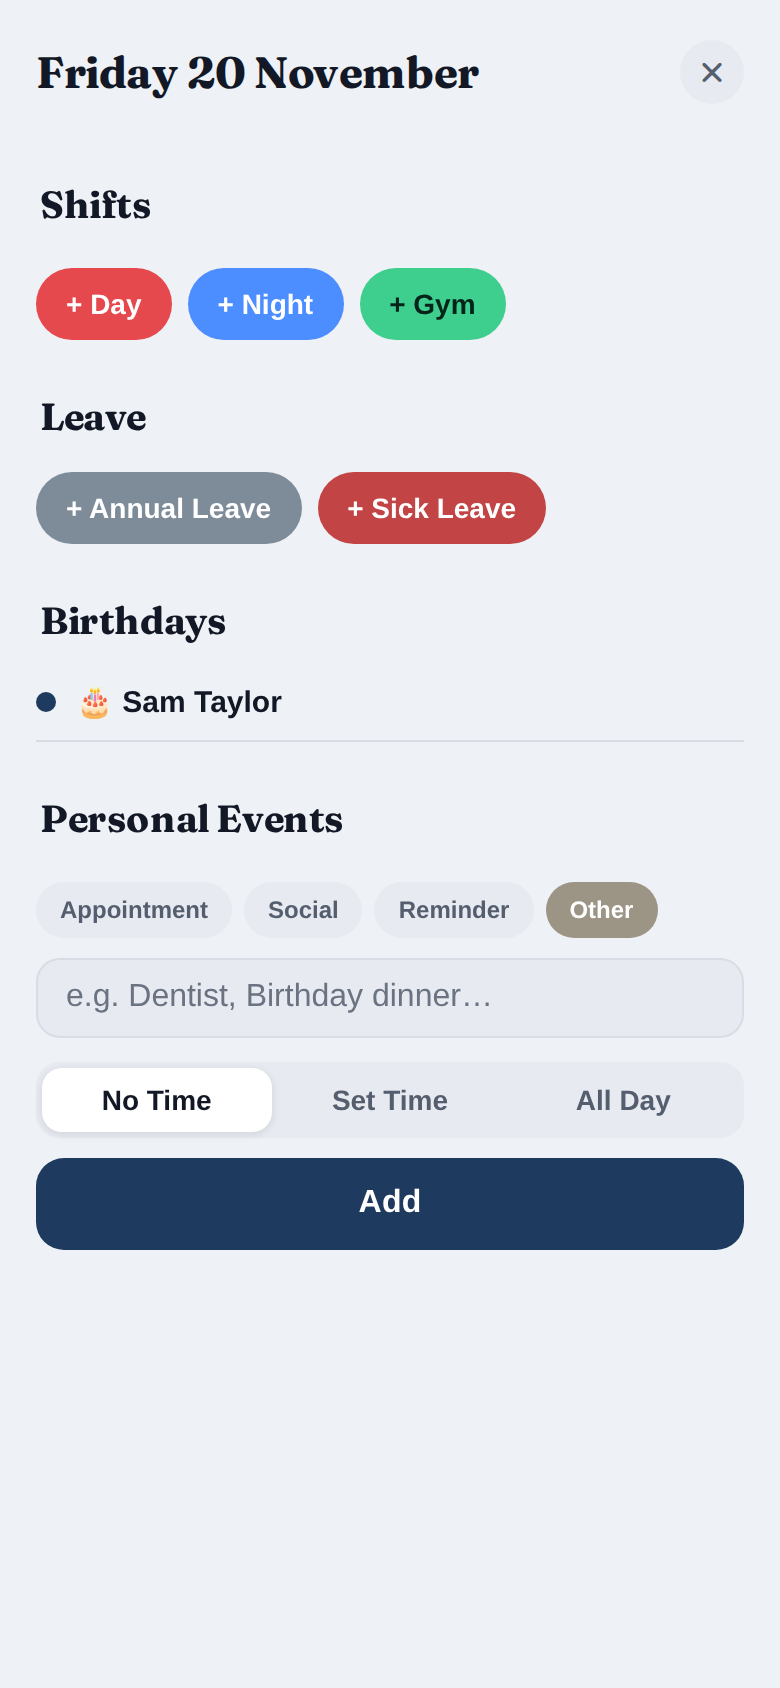 Friday 20 November
Shifts
+ Day + Night + Gym
Leave
+ Annual Leave + Sick Leave
Birthdays
🎂 Sam Taylor
Personal Events
Appointment Social Reminder Other
e.g. Dentist, Birthday dinner…
No Time Set Time All Day
Add